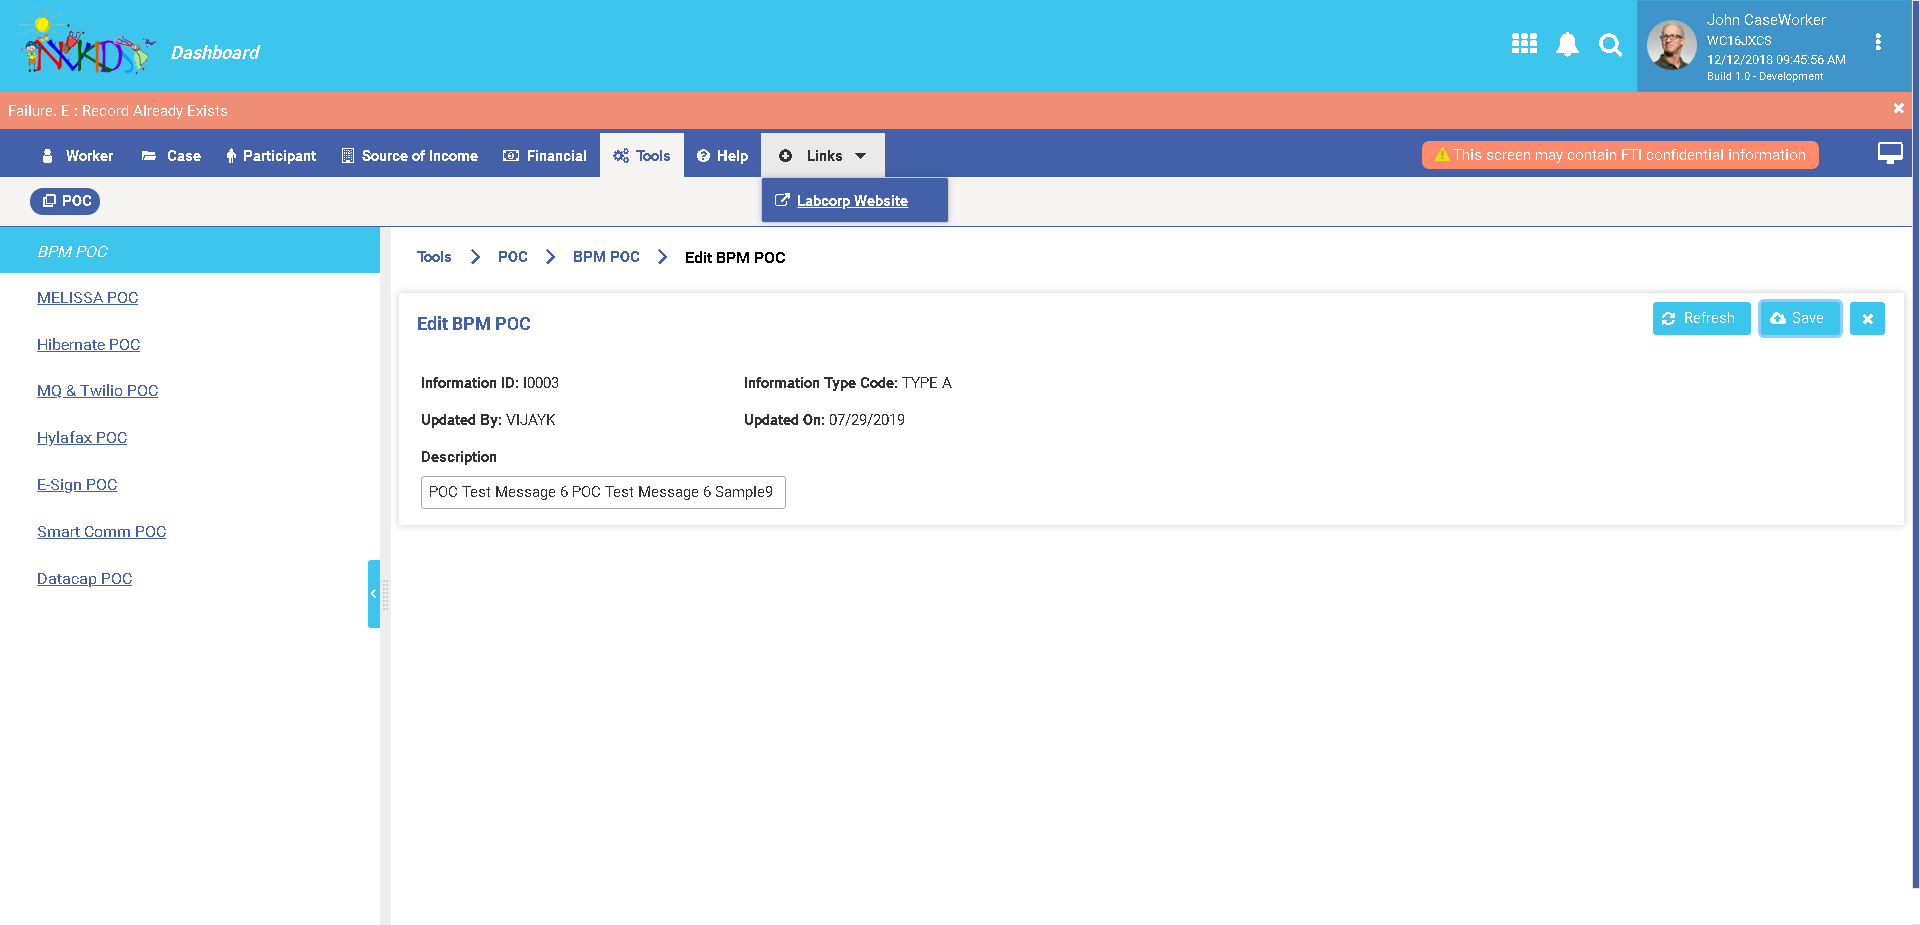 NCKIDS Dashboard
John CaseWorker
WC16JXCS
12/12/2018 09:45:56 AM
Build 1.0 - Development
Failure. E : Record Already Exists
Worker Case Participant Source of Income Financial Tools Help Links This screen may contain FTI confidential information
POC Labcorp Website
BPM POC
MELISSA POC
Hibernate POC
MQ & Twilio POC
Hylafax POC
E-Sign POC
Smart Comm POC
Datacap POC
Tools POC BPM POC Edit BPM POC
Edit BPM POC Refresh Save
Information ID: I0003 Information Type Code: TYPE A
Updated By: VIJAYK Updated On: 07/29/2019
Description
POC Test Message 6 POC Test Message 6 Sample9